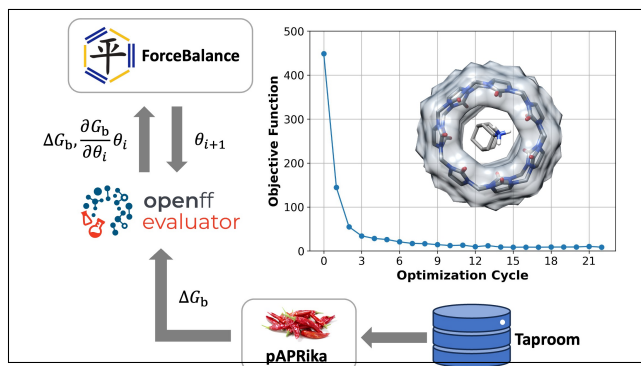 平
ForceBalance
ΔG_b, ∂G_b/∂θ_i θ_i
θ_{i+1}
openff
evaluator
ΔG_b
pAPRika
Taproom
Objective Function
500
400
300
200
100
0
0 3 6 9 12 15 18 21
Optimization Cycle